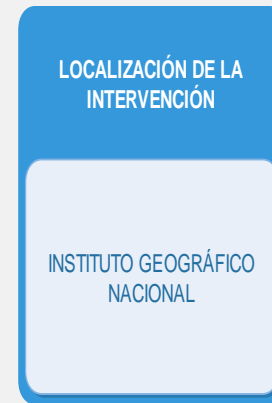 LOCALIZACIÓN DE LA
INTERVENCIÓN
INSTITUTO GEOGRÁFICO
NACIONAL